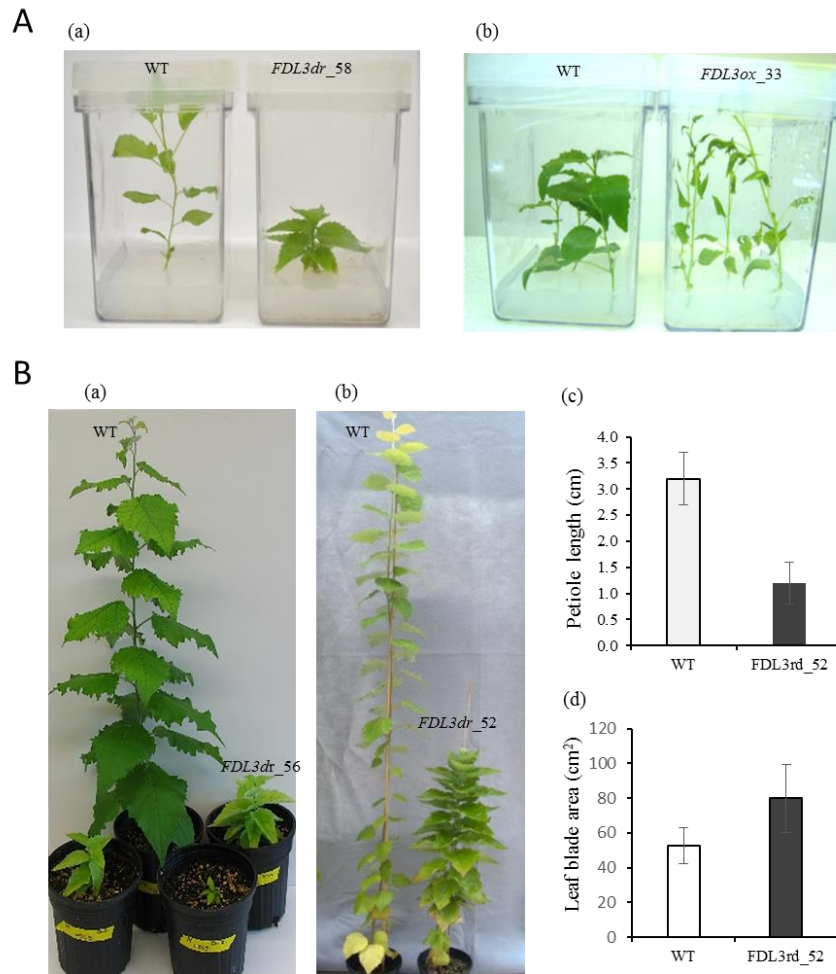 A
(a)
WT
FDL3dr_58
(b)
WT
FDL3ox_33
B
(a)
WT
FDL3dr_56
(b)
WT
FDL3dr_52
(c)
Petiole length (cm)
4.0
3.5
3.0
2.5
2.0
1.5
1.0
0.5
0.0
WT
FDL3rd_52
(d)
Leaf blade area (cm²)
120
100
80
60
40
20
0
WT
FDL3rd_52